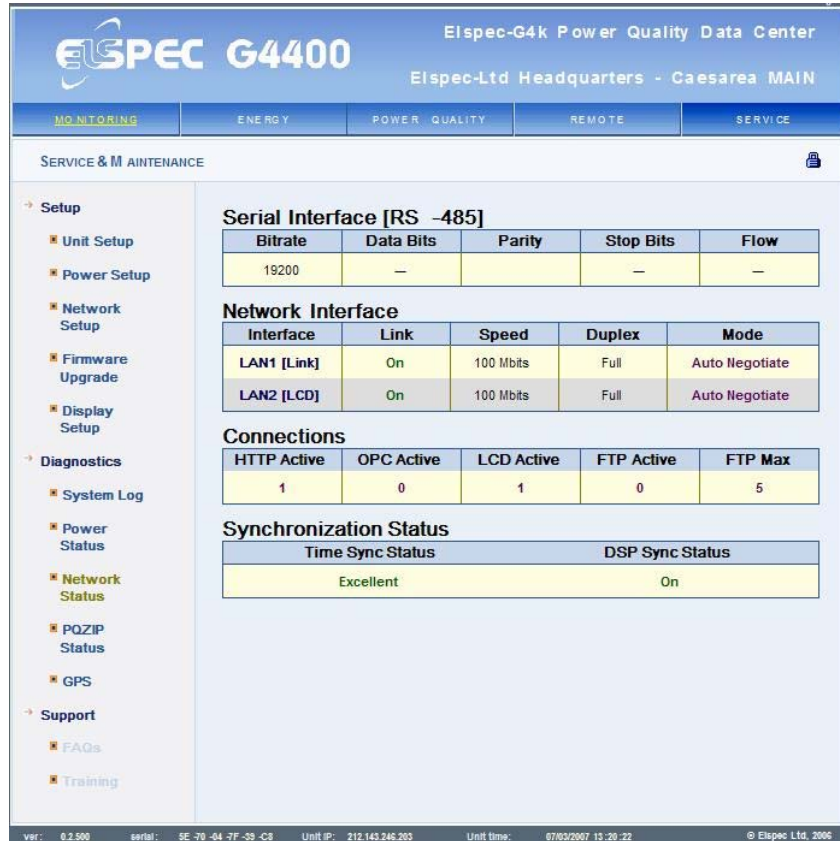 ELSPEC G4400
Elspec-G4k Power Quality Data Center
Elspec-Ltd Headquarters - Caesarea MAIN
MONITORING ENERGY POWER QUALITY REMOTE SERVICE
SERVICE & M AINTENANCE
Setup
Unit Setup
Power Setup
Network
Setup
Firmware
Upgrade
Display
Setup
Diagnostics
System Log
Power
Status
Network
Status
PQZIP
Status
GPS
Support
FAQs
Training
Serial Interface [RS -485]
Bitrate Data Bits Parity Stop Bits Flow
19200 — — —
Network Interface
Interface Link Speed Duplex Mode
LAN1 [Link] On 100 Mbits Full Auto Negotiate
LAN2 [LCD] On 100 Mbits Full Auto Negotiate
Connections
HTTP Active OPC Active LCD Active FTP Active FTP Max
1 0 1 0 5
Synchronization Status
Time Sync Status DSP Sync Status
Excellent On
ver: 0.2.500 serial: 5E -70 -04 -7F -39 -C8 Unit IP: 212.143.246.203 Unit time: 07/03/2007 13:20:22 © Elspec Ltd, 2006